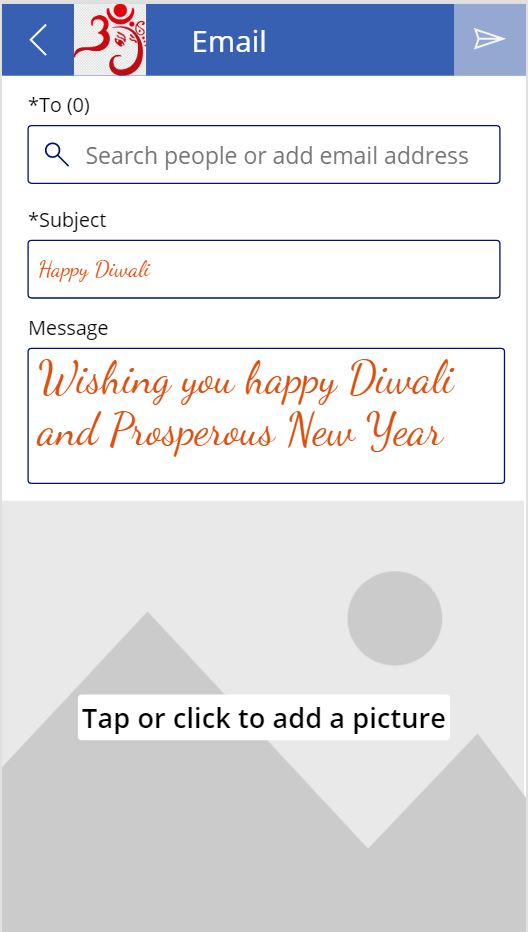 Email
*To (0)
Search people or add email address
*Subject
Happy Diwali
Message
Wishing you happy Diwali
and Prosperous New Year
Tap or click to add a picture